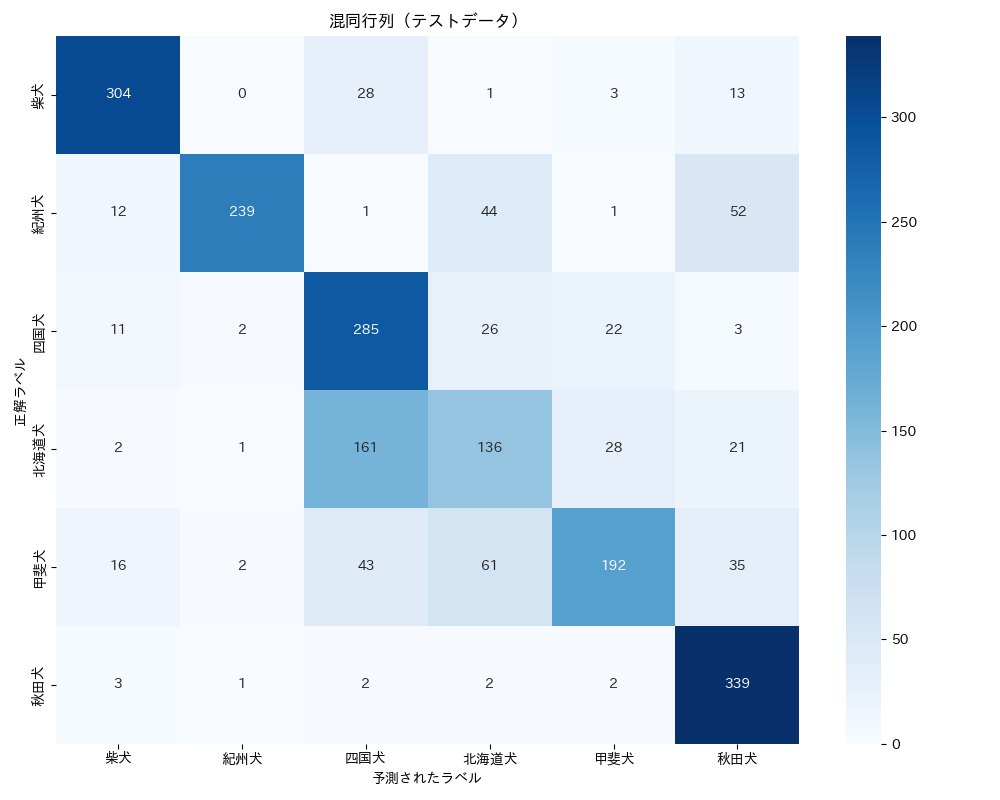 混同行列（テストデータ）
柴犬 304 0 28 1 3 13
紀州犬 12 239 1 44 1 52
四国犬 11 2 285 26 22 3
北海道犬 2 1 161 136 28 21
甲斐犬 16 2 43 61 192 35
秋田犬 3 1 2 2 2 339
正解ラベル
柴犬 紀州犬 四国犬 北海道犬 甲斐犬 秋田犬
予測されたラベル
300
250
200
150
100
50
0